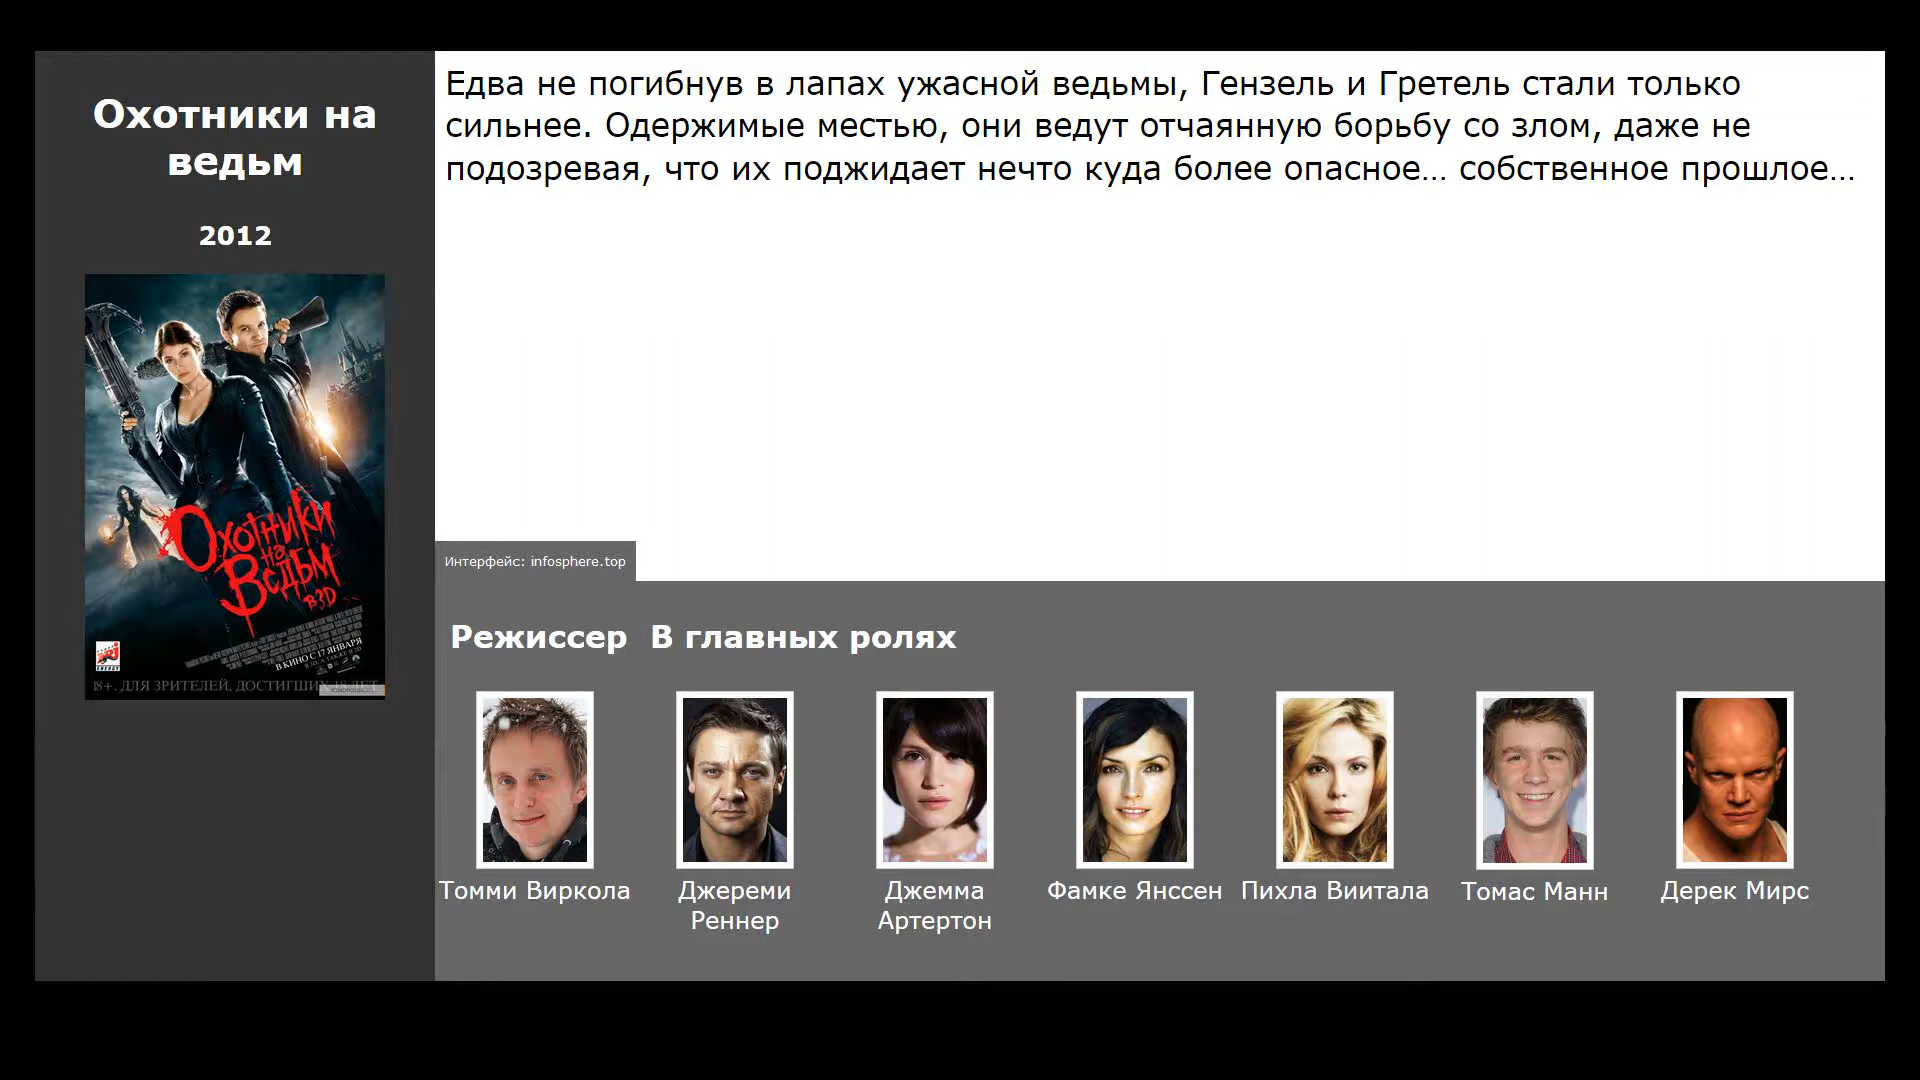 Охотники на
ведьм
2012
Охотники
на
Ведьм
в 3D
В КИНО С 17 ЯНВАРЯ
18+. ДЛЯ ЗРИТЕЛЕЙ, ДОСТИГШИХ 18 ЛЕТ
NRJ
ENERGY
Едва не погибнув в лапах ужасной ведьмы, Гензель и Гретель стали только
сильнее. Одержимые местью, они ведут отчаянную борьбу со злом, даже не
подозревая, что их поджидает нечто куда более опасное… собственное прошлое…
Интерфейс: infosphere.top
Режиссер В главных ролях
Томми Виркола
Джереми
Реннер
Джемма
Артертон
Фамке Янссен
Пихла Виитала
Томас Манн
Дерек Мирс